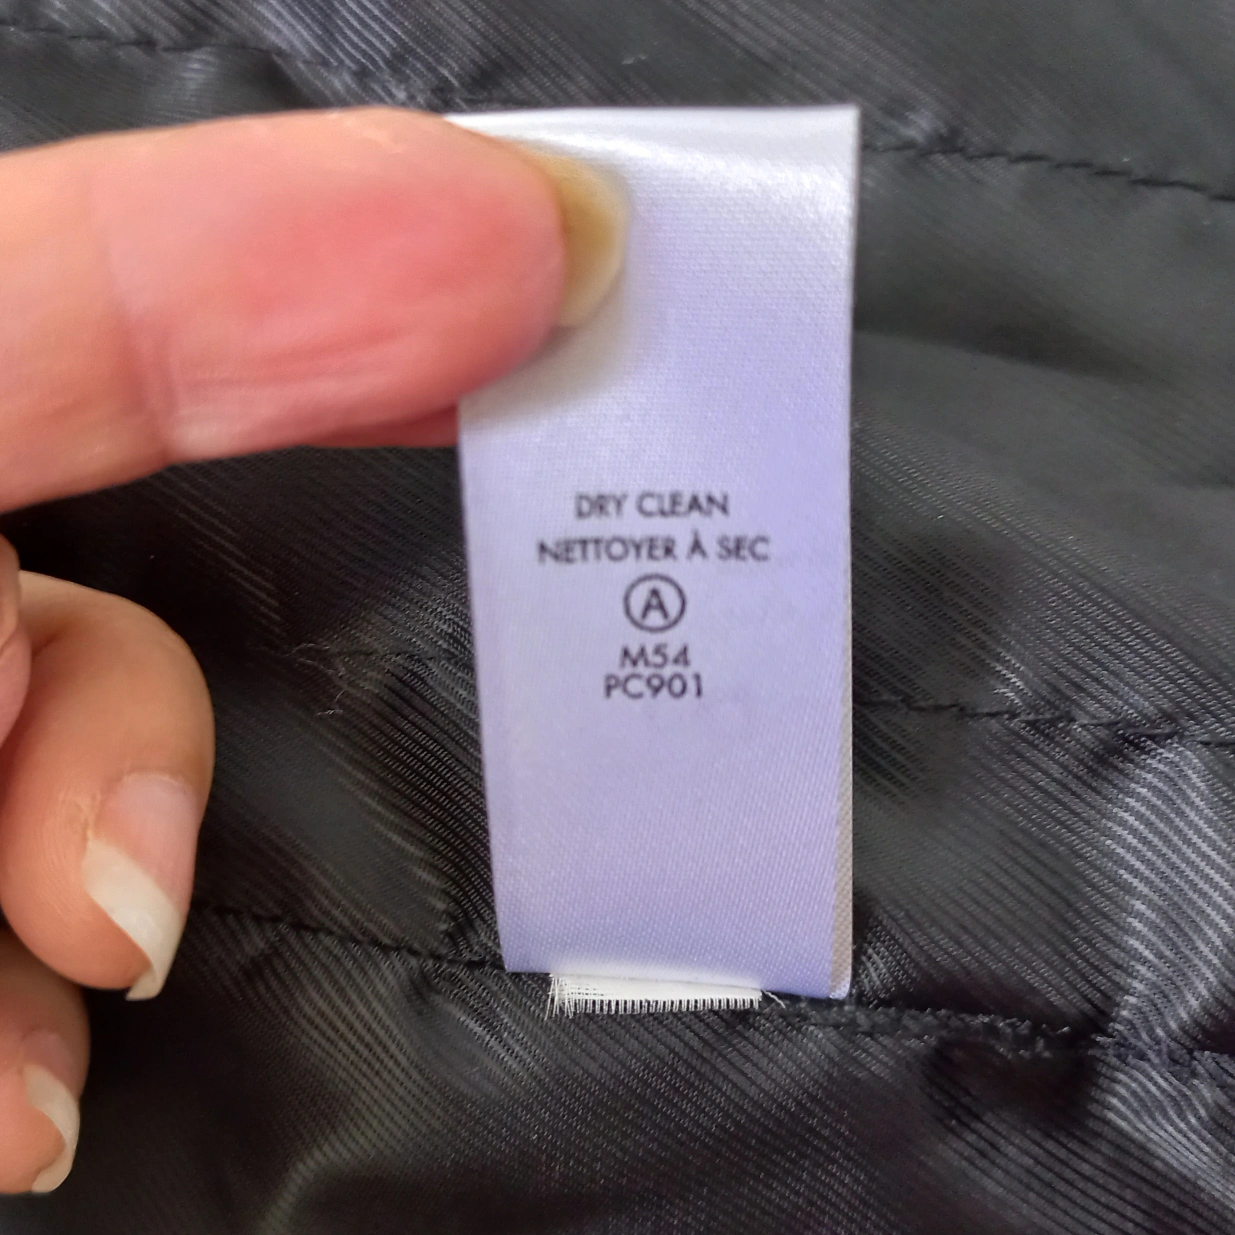 DRY CLEAN
NETTOYER À SEC
A
M54
PC901